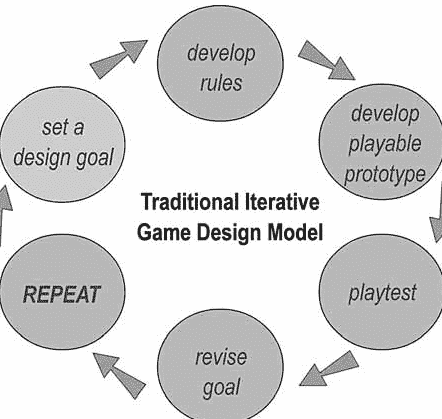 develop
rules
develop
playable
prototype
playtest
revise
goal
REPEAT
set a
design goal
Traditional Iterative
Game Design Model